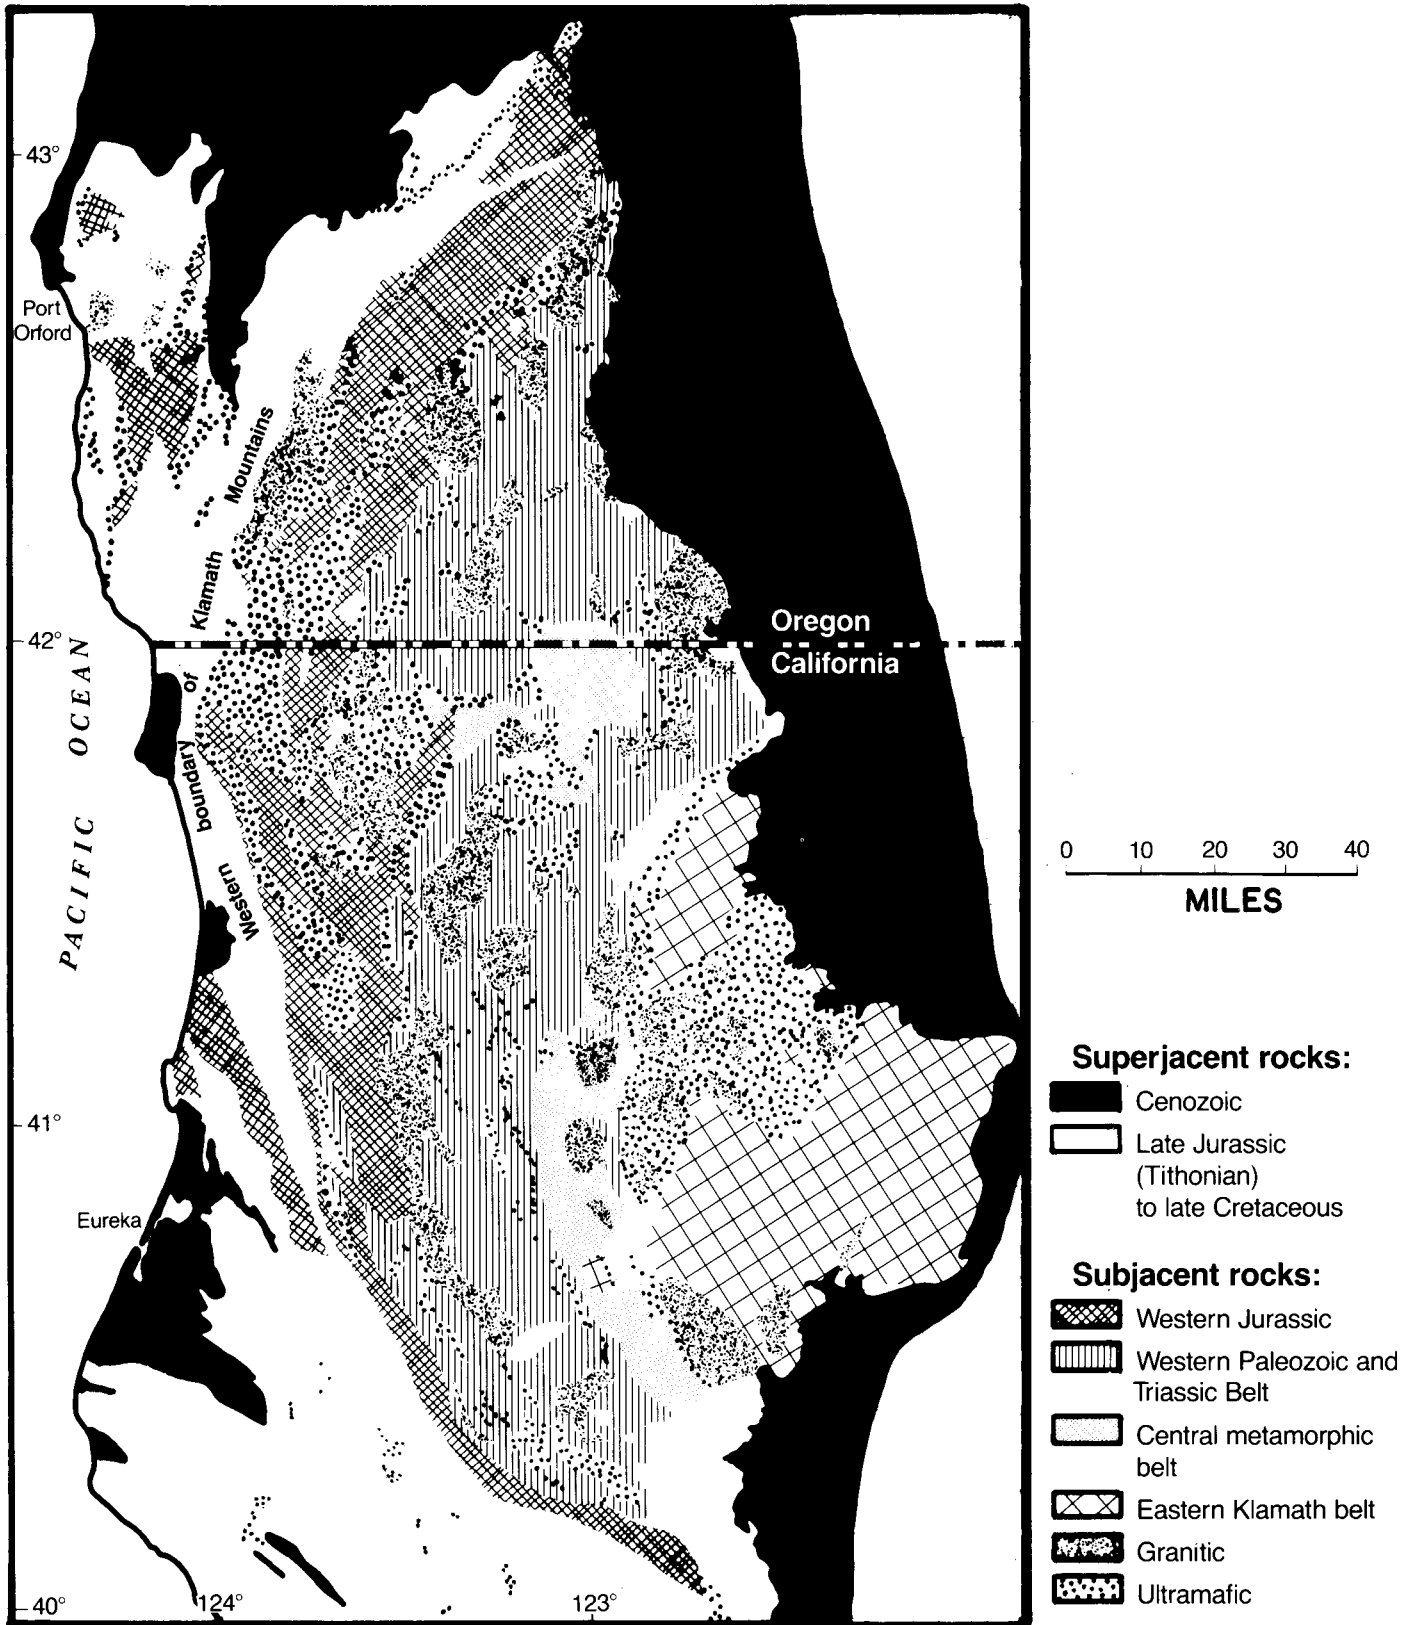 43°
Port
Orford
Western boundary of Klamath Mountains
42°
Oregon
California
PACIFIC OCEAN
0 10 20 30 40
MILES
41°
Eureka
40°
124°
123°
Superjacent rocks:
Cenozoic
Late Jurassic
(Tithonian)
to late Cretaceous
Subjacent rocks:
Western Jurassic
Western Paleozoic and
Triassic Belt
Central metamorphic
belt
Eastern Klamath belt
Granitic
Ultramafic